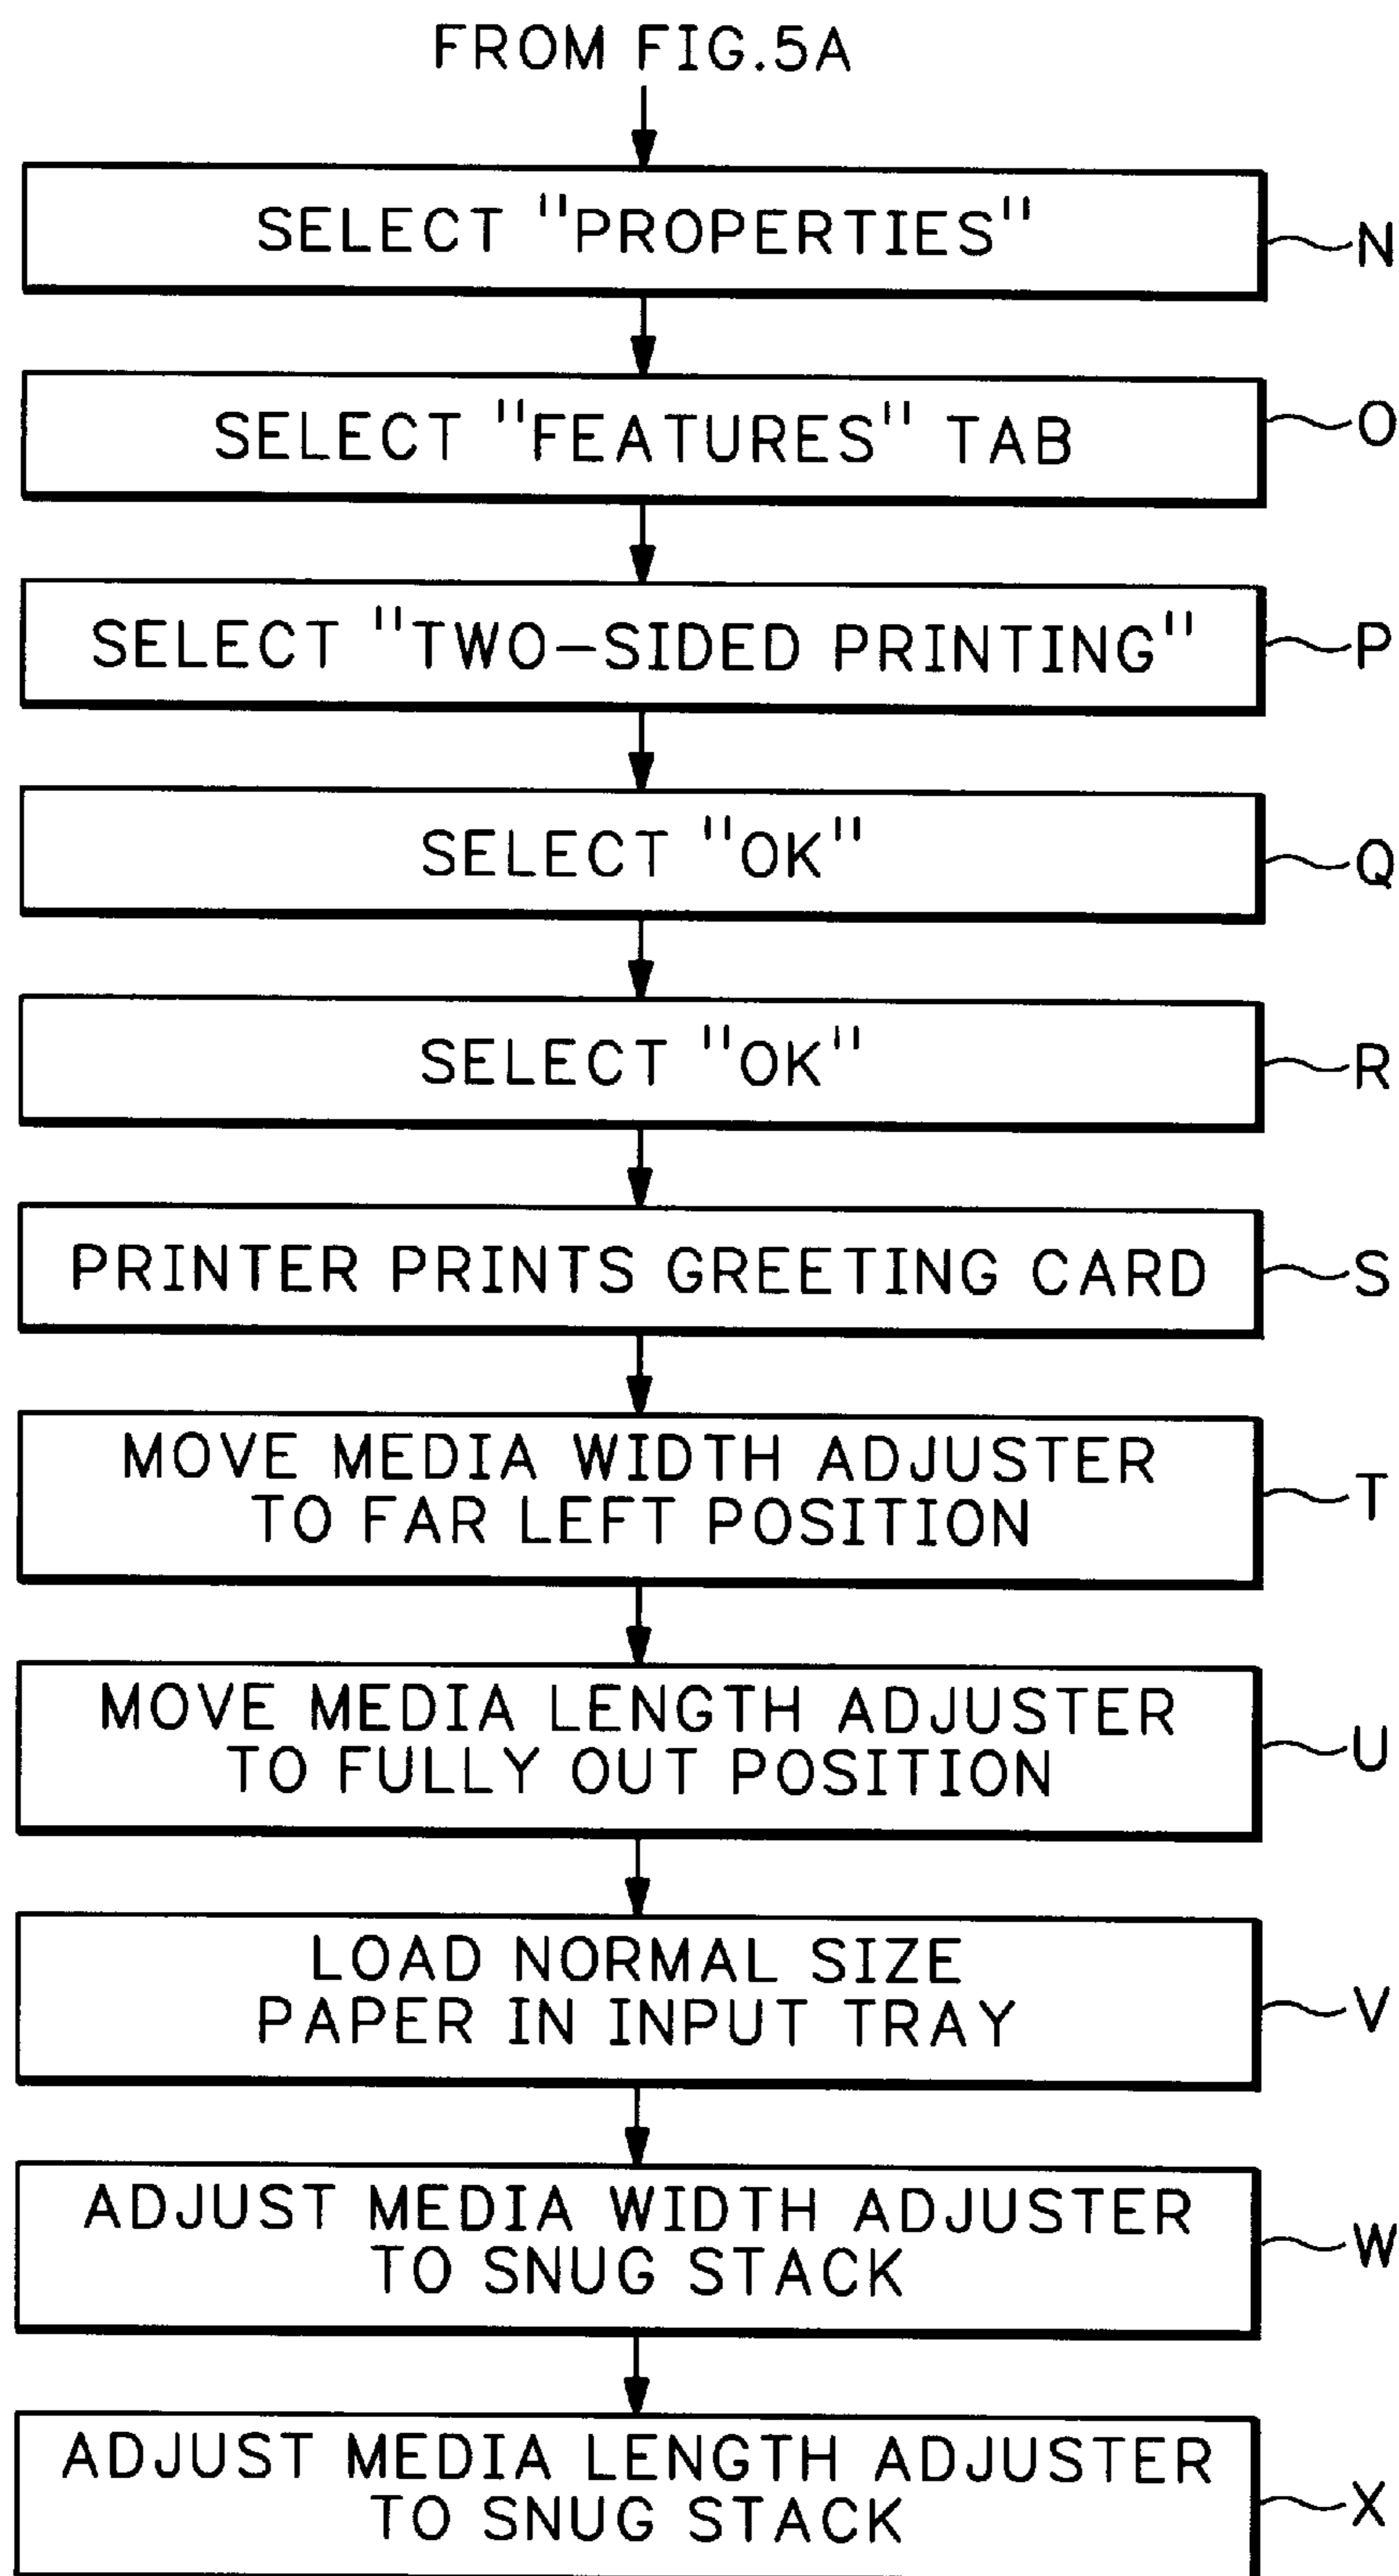 FROM FIG.5A
SELECT "PROPERTIES"
N
SELECT "FEATURES" TAB
O
SELECT "TWO-SIDED PRINTING"
P
SELECT "OK"
Q
SELECT "OK"
R
PRINTER PRINTS GREETING CARD
S
MOVE MEDIA WIDTH ADJUSTER
TO FAR LEFT POSITION
T
MOVE MEDIA LENGTH ADJUSTER
TO FULLY OUT POSITION
U
LOAD NORMAL SIZE
PAPER IN INPUT TRAY
V
ADJUST MEDIA WIDTH ADJUSTER
TO SNUG STACK
W
ADJUST MEDIA LENGTH ADJUSTER
TO SNUG STACK
X